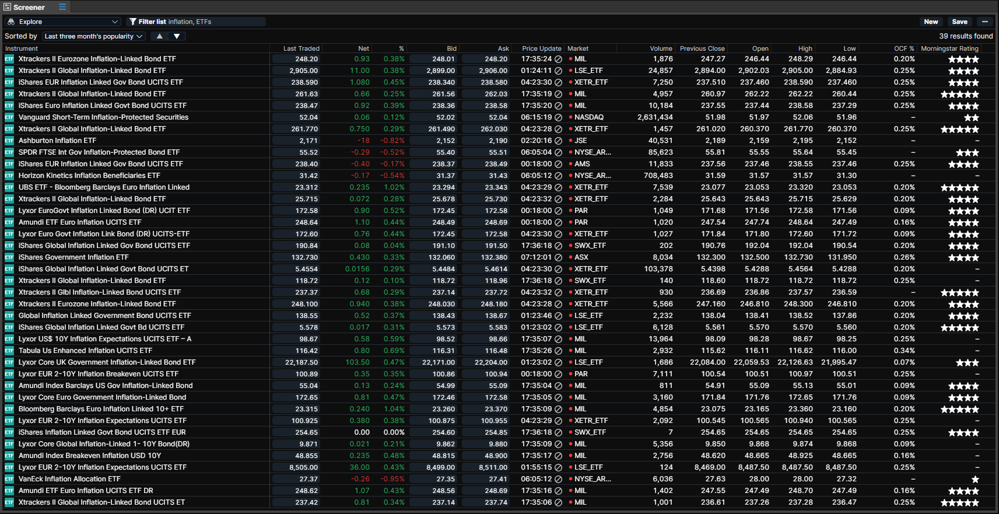 Screener
Explore Filter list inflation, ETFs New Save ...
Sorted by Last three month's popularity 39 results found
Instrument Last Traded Net % Bid Ask Price Update Market Volume Previous Close Open High Low OCF % Morningstar Rating
ETF Xtrackers II Eurozone Inflation-Linked Bond ETF 248.20 0.93 0.38% 248.01 248.20 17:35:24 MIL 1,876 247.27 246.44 248.29 246.44 0.20% ★★★★
ETF Xtrackers II Global Inflation-Linked Bond ETF 2,905.00 11.00 0.38% 2,899.00 2,906.00 01:24:11 LSE_ETF 24,857 2,894.00 2,902.03 2,905.00 2,884.93 0.25% ★★★★
ETF iShares EUR Inflation Linked Gov Bond UCITS ETF 238.590 1.080 0.45% 238.340 238.580 04:23:30 XETR_ETF 7,250 237.510 237.460 238.590 237.460 0.25% ★★★★
ETF Xtrackers II Global Inflation-Linked Bond ETF 261.63 0.66 0.25% 261.56 262.03 17:35:19 MIL 4,957 260.97 262.22 262.22 260.44 0.25% ★★★★★
ETF iShares Euro Inflation Linked Govt Bond UCITS ETF 238.47 0.92 0.39% 238.36 238.58 17:35:20 MIL 10,184 237.55 237.44 238.58 237.29 0.25% ★★★★
ETF Vanguard Short-Term Inflation-Protected Securities 52.04 0.06 0.12% 52.02 52.04 06:15:19 NASDAQ 2,631,434 51.98 51.97 52.06 51.96 – ★★
ETF Xtrackers II Global Inflation-Linked Bond ETF 261.770 0.750 0.29% 261.490 262.030 04:23:28 XETR_ETF 1,457 261.020 260.370 261.770 260.370 0.25% ★★★★★
ETF Ashburton Inflation ETF 2,171 -18 -0.82% 2,152 2,190 02:20:16 JSE 40,531 2,189 2,159 2,195 2,152 – –
ETF SPDR FTSE Int Gov Inflation-Protected Bond ETF 55.52 -0.29 -0.52% 55.40 55.51 06:05:04 NYSE_AR... 85,623 55.81 55.55 55.64 55.45 – ★★★
ETF iShares EUR Inflation Linked Gov Bond UCITS ETF 238.40 -0.40 -0.17% 238.37 238.49 00:18:00 AMS 11,833 237.56 237.46 238.55 237.46 0.25% ★★★★
ETF Horizon Kinetics Inflation Beneficiaries ETF 31.42 -0.17 -0.54% 31.37 31.43 06:05:12 NYSE_AR... 708,483 31.59 31.57 31.57 31.30 – –
ETF UBS ETF - Bloomberg Barclays Euro Inflation Linked 23.312 0.235 1.02% 23.294 23.343 04:23:29 XETR_ETF 7,539 23.077 23.053 23.320 23.053 0.20% ★★★★★
ETF Xtrackers II Global Inflation-Linked Bond ETF 25.715 0.072 0.28% 25.678 25.730 04:23:32 XETR_ETF 2,284 25.643 25.643 25.715 25.629 0.20% ★★★★
ETF Lyxor EuroGovt Inflation Linked Bond (DR) UCIT ETF 172.58 0.90 0.52% 172.45 172.58 00:18:00 PAR 1,049 171.68 171.56 172.58 171.56 0.09% ★★★★
ETF Amundi ETF Euro Inflation UCITS ETF 248.64 1.10 0.44% 248.49 248.69 00:18:00 PAR 1,020 247.54 247.74 248.64 247.49 0.16% ★★★★
ETF Lyxor Euro Govt Inflation Link Bond (DR) UCITS-ETF 172.60 0.76 0.44% 172.45 172.58 04:23:30 XETR_ETF 1,027 171.84 171.80 172.60 171.72 0.09% ★★★★
ETF iShares Global Inflation Linked Gov Bond UCITS ETF 190.84 0.08 0.04% 191.10 191.50 17:36:18 SWX_ETF 202 190.76 192.04 192.04 190.54 0.20% ★★★★
ETF iShares Government Inflation ETF 132.730 0.430 0.33% 132.060 132.380 07:12:01 ASX 8,034 132.300 132.500 132.730 131.950 0.26% ★★★★
ETF iShares Global Inflation Linked Govt Bond UCITS ET 5.4554 0.0156 0.29% 5.4484 5.4614 04:23:30 XETR_ETF 103,378 5.4398 5.4288 5.4564 5.4288 0.20% –
ETF Xtrackers II Global Inflation-Linked Bond ETF 118.72 0.12 0.10% 118.72 118.96 17:36:18 SWX_ETF 140 118.60 118.72 118.72 118.72 0.25% –
ETF Xtrackers II Glbl Inflation-Linked Bond UCITS ETF 237.37 0.68 0.29% 237.14 237.72 04:23:32 XETR_ETF 930 236.69 236.86 237.57 236.59 – ★★★★★
ETF Xtrackers II Eurozone Inflation-Linked Bond ETF 248.100 0.940 0.38% 248.030 248.180 04:23:28 XETR_ETF 5,566 247.160 246.810 248.300 246.810 0.20% ★★★★
ETF Global Inflation Linked Government Bond UCITS ETF 138.55 0.52 0.37% 138.43 138.67 01:23:46 LSE_ETF 2,232 138.04 138.41 138.52 137.86 0.20% ★★★★
ETF iShares Global Inflation Linked Govt Bd UCITS ETF 5.578 0.017 0.31% 5.573 5.583 01:23:02 LSE_ETF 6,128 5.561 5.570 5.570 5.560 0.20% ★★★★★
ETF Lyxor US$ 10Y Inflation Expectations UCITS ETF – A 98.67 0.58 0.59% 98.52 98.66 17:35:07 MIL 13,964 98.09 98.28 98.67 98.25 0.25% –
ETF Tabula Us Enhanced Inflation UCITS ETF 116.42 0.80 0.69% 116.31 116.48 17:35:26 MIL 2,932 115.62 116.11 116.62 116.00 0.34% –
ETF Lyxor Core UK Government Inflation-Linked Bond ETF 22,187.50 103.50 0.47% 22,171.00 22,204.00 01:23:02 LSE_ETF 1,686 22,084.00 22,059.53 22,126.63 21,995.47 0.07% ★★★
ETF Lyxor EUR 2-10Y Inflation Breakeven UCITS ETF 100.89 0.35 0.35% 100.86 100.94 00:18:00 PAR 7,111 100.54 100.51 100.97 100.51 0.25% –
ETF Amundi Index Barclays US Gov Inflation-Linked Bond 55.04 0.13 0.24% 54.99 55.09 17:35:04 MIL 811 54.91 55.09 55.13 55.01 0.09% ★★★★
ETF Lyxor Core Euro Government Inflation-Linked Bond 172.65 0.81 0.47% 172.46 172.58 17:35:05 MIL 3,160 171.84 171.76 172.65 171.76 0.09% ★★★★
ETF Bloomberg Barclays Euro Inflation Linked 10+ ETF 23.315 0.240 1.04% 23.260 23.370 17:35:09 MIL 4,854 23.075 23.165 23.360 23.160 0.20% ★★★★★
ETF Lyxor EUR 2-10Y Inflation Expectations UCITS ETF 100.925 0.380 0.38% 100.875 100.955 04:23:29 XETR_ETF 2,092 100.545 100.565 100.940 100.565 0.25% –
ETF iShares Inflation Linked Govt Bond UCITS ETF EUR 254.65 0.00 0.00% 254.60 254.85 17:36:18 SWX_ETF 7 254.65 254.65 254.65 254.65 0.25% ★★★★
ETF Lyxor Core Global Inflation-Linked 1- 10Y Bond(DR) 9.871 0.021 0.21% 9.862 9.880 17:35:09 MIL 5,356 9.850 9.868 9.874 9.868 0.09% –
ETF Amundi Index Breakeven Inflation USD 10Y 48.855 0.235 0.48% 48.815 48.900 17:35:17 MIL 2,756 48.620 48.665 48.925 48.665 0.16% –
ETF Lyxor EUR 2-10Y Inflation Expectations UCITS ETF 8,505.00 36.00 0.43% 8,499.00 8,511.00 01:55:15 LSE_ETF 124 8,469.00 8,487.50 8,487.50 8,487.50 0.25% –
ETF VanEck Inflation Allocation ETF 27.37 -0.26 -0.95% 27.35 27.41 06:05:12 NYSE_AR... 6,036 27.63 28.00 28.00 27.32 – ★
ETF Amundi ETF Euro Inflation UCITS ETF DR 248.62 1.07 0.43% 248.56 248.69 17:35:16 MIL 1,402 247.55 247.49 248.70 247.49 0.16% ★★★★
ETF Xtrackers II Global Inflation-Linked Bond UCITS ET 237.42 0.81 0.34% 237.14 237.74 17:35:06 MIL 1,001 236.61 237.26 237.28 236.47 0.25% ★★★★★